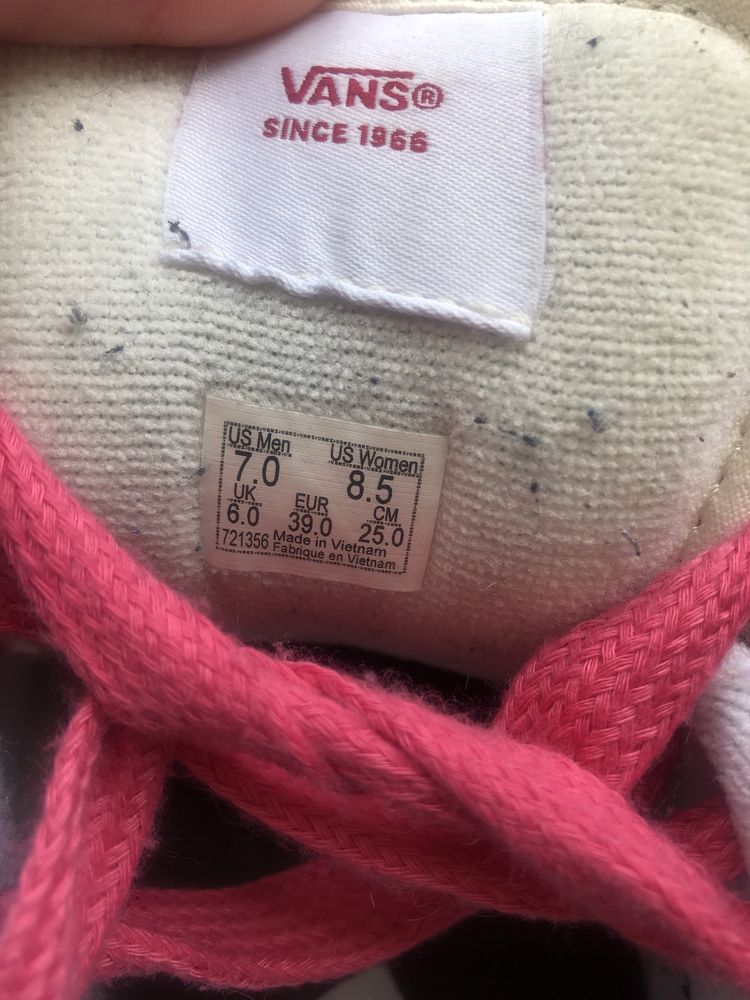 VANS®
SINCE 1966
US Men US Women
7.0 8.5
UK EUR CM
6.0 39.0 25.0
721356 Made in Vietnam
Fabrique en Vietnam